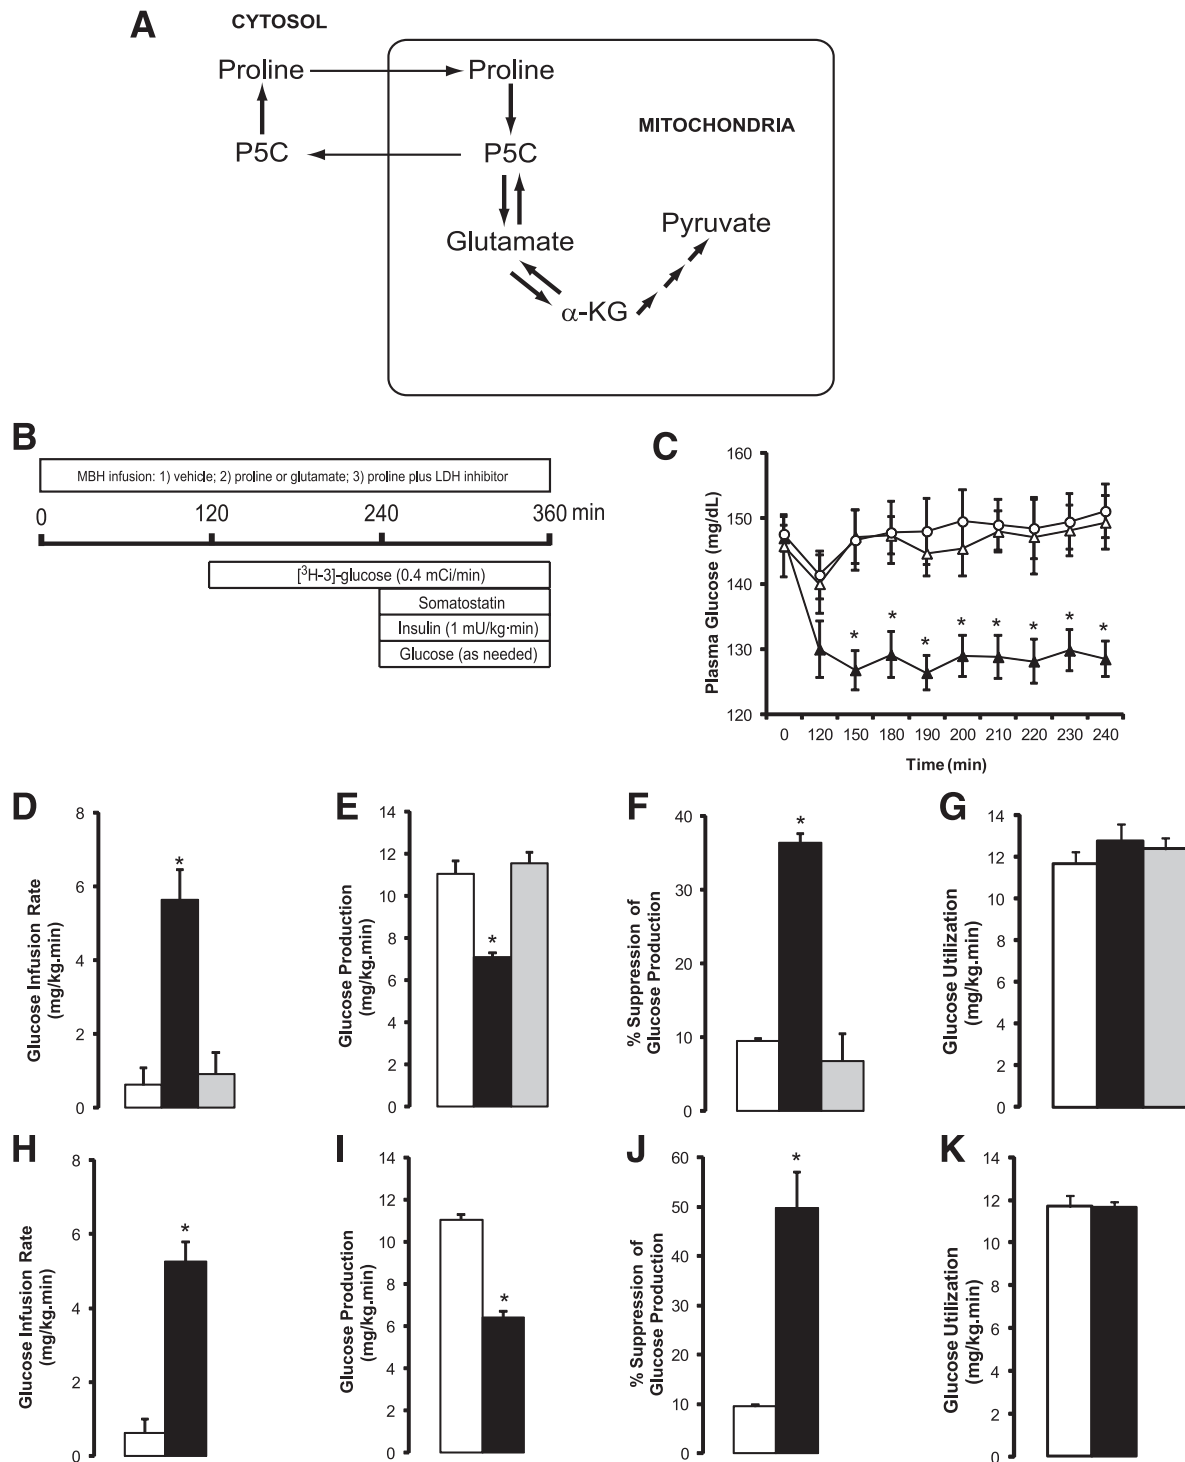 A
CYTOSOL
Proline
Proline
MITOCHONDRIA
P5C
P5C
Glutamate
Pyruvate
α-KG
B
MBH infusion: 1) vehicle; 2) proline or glutamate; 3) proline plus LDH inhibitor
0 120 240 360 min
[³H-3]-glucose (0.4 mCi/min)
Somatostatin
Insulin (1 mU/kg·min)
Glucose (as needed)
C
Plasma Glucose (mg/dL)
160
150
140
130
120
* * * * * * * *
0 120 150 180 190 200 210 220 230 240
Time (min)
D
Glucose Infusion Rate
(mg/kg.min)
8
6
4
2
0
*
E
Glucose Production
(mg/kg.min)
14
12
10
8
6
4
2
0
*
F
% Suppression of
Glucose Production
40
30
20
10
0
*
G
Glucose Utilization
(mg/kg.min)
14
12
10
8
6
4
2
0
H
Glucose Infusion Rate
(mg/kg.min)
8
6
4
2
0
*
I
Glucose Production
(mg/kg.min)
14
12
10
8
6
4
2
0
*
J
% Suppression of
Glucose Production
60
50
40
30
20
10
0
*
K
Glucose Utilization
(mg/kg.min)
14
12
10
8
6
4
2
0